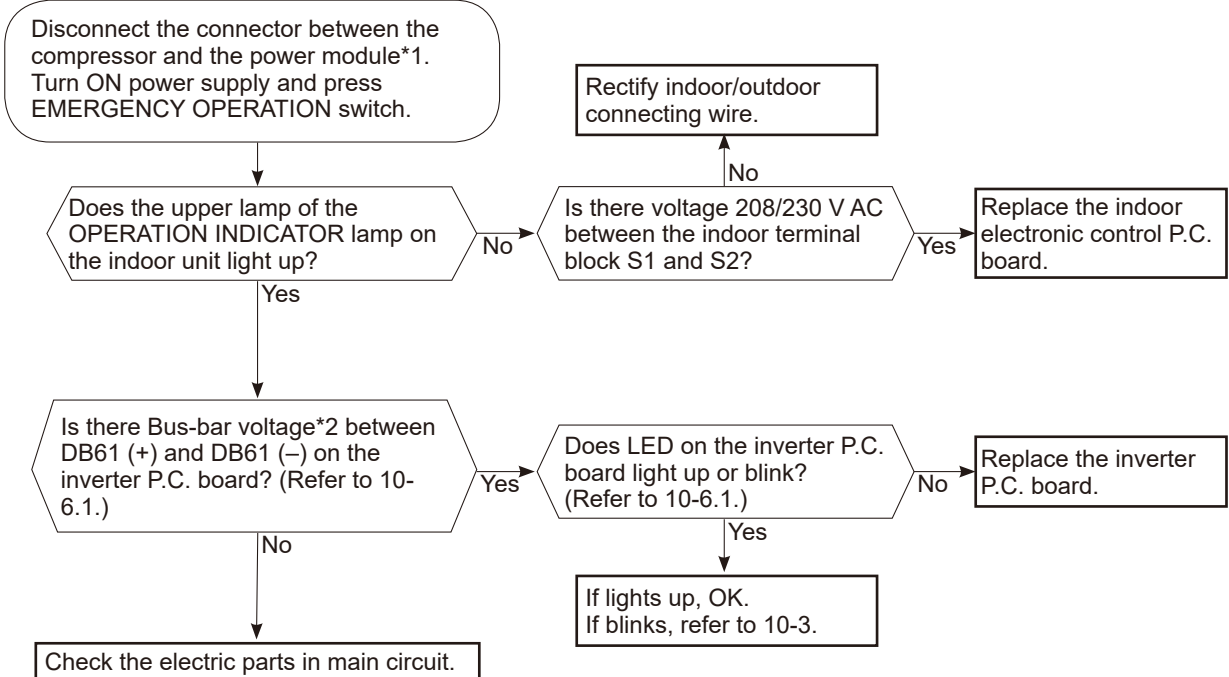 Disconnect the connector between the
compressor and the power module*1.
Turn ON power supply and press
EMERGENCY OPERATION switch.
Rectify indoor/outdoor
connecting wire.
No
Does the upper lamp of the
OPERATION INDICATOR lamp on
the indoor unit light up?
No
Is there voltage 208/230 V AC
between the indoor terminal
block S1 and S2?
Yes
Replace the indoor
electronic control P.C.
board.
Yes
Is there Bus-bar voltage*2 between
DB61 (+) and DB61 (–) on the
inverter P.C. board? (Refer to 10-
6.1.)
Yes
Does LED on the inverter P.C.
board light up or blink?
(Refer to 10-6.1.)
No
Replace the inverter
P.C. board.
No
Yes
If lights up, OK.
If blinks, refer to 10-3.
Check the electric parts in main circuit.